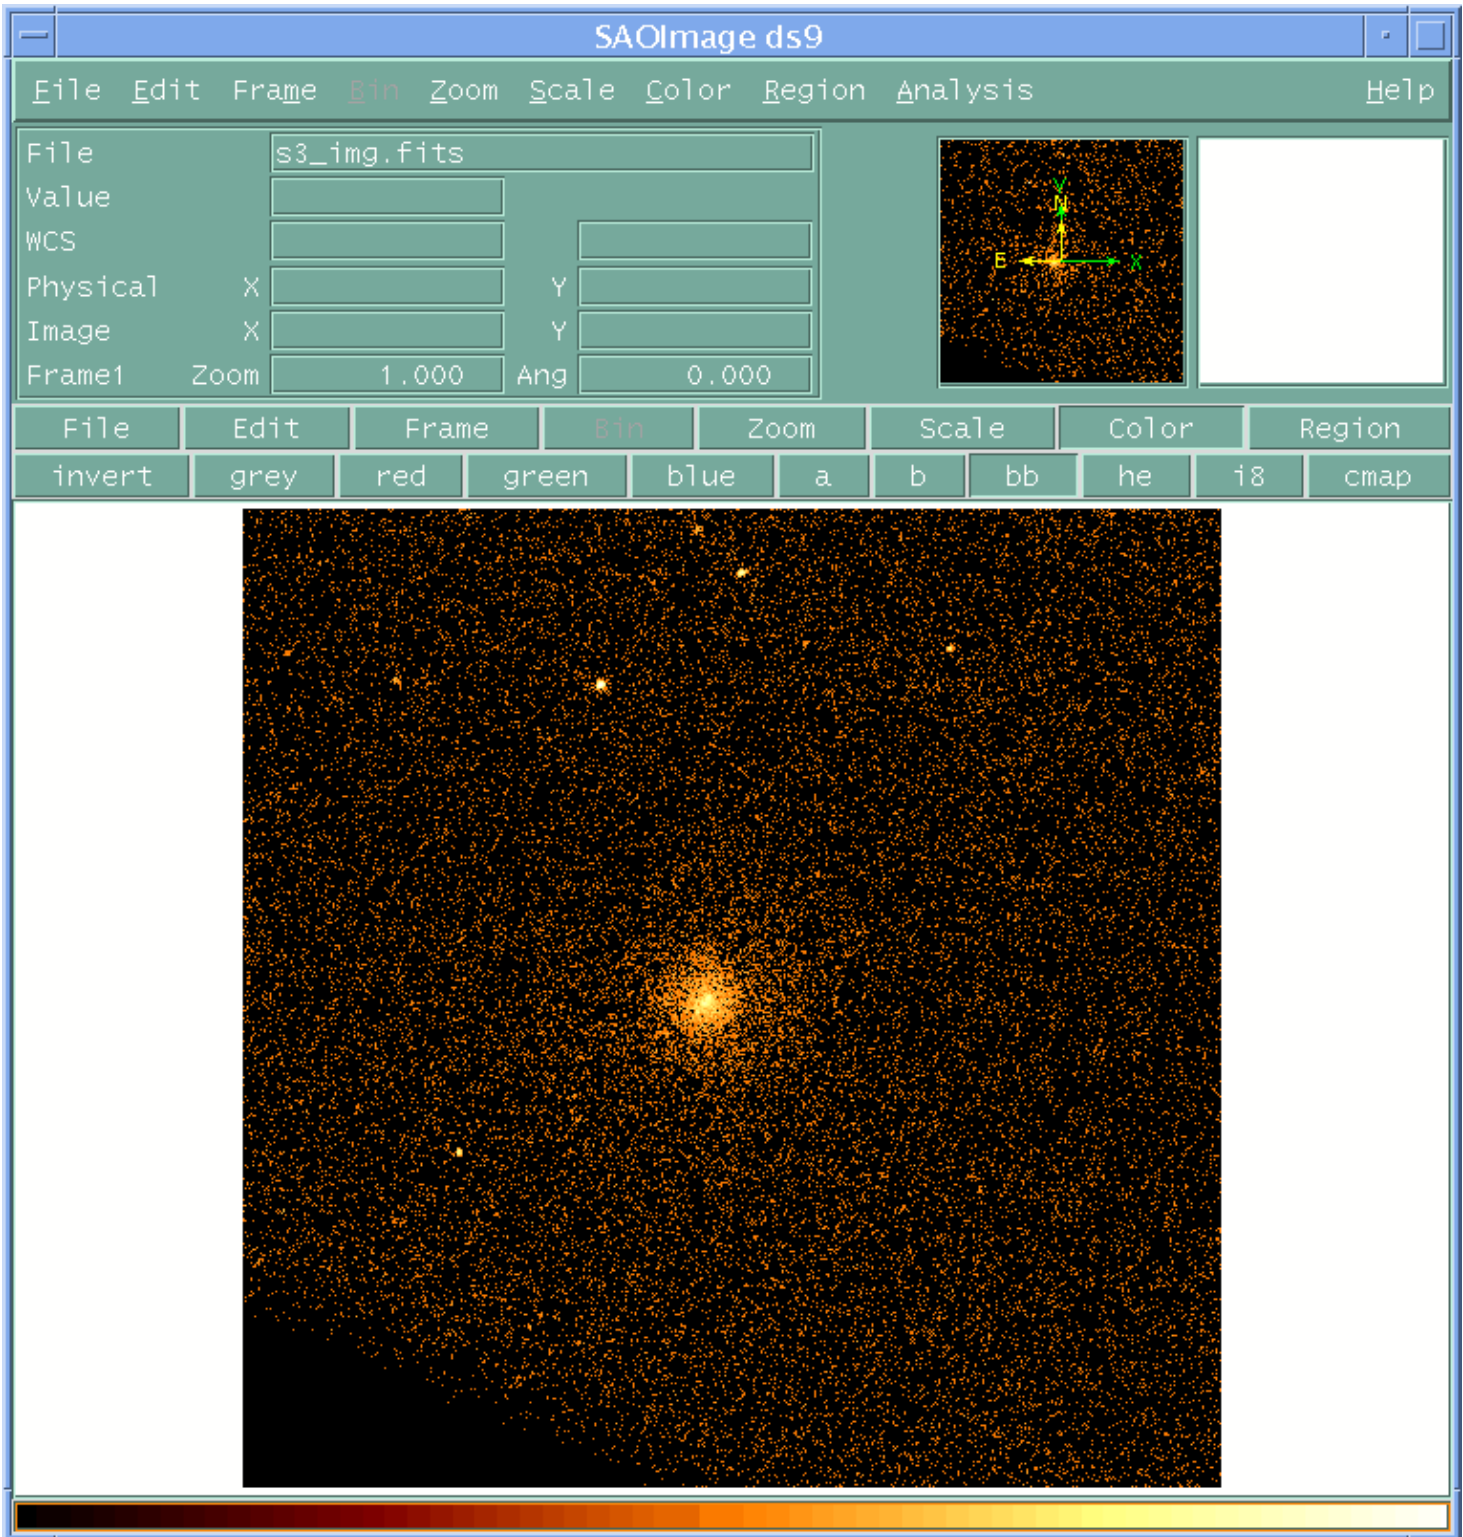 SAOImage ds9
File Edit Frame Bin Zoom Scale Color Region Analysis Help
File s3_img.fits
Value
WCS
Physical X Y
Image X Y
Frame1 Zoom 1.000 Ang 0.000
Y
N
E X
File Edit Frame Bin Zoom Scale Color Region
invert grey red green blue a b bb he i8 cmap